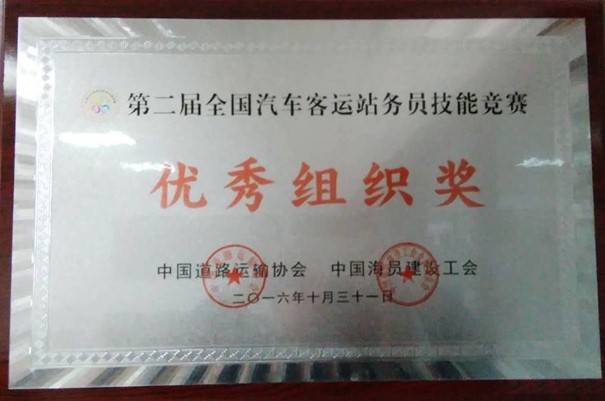 第二届全国汽车客运站务员技能竞赛
优秀组织奖
中国道路运输协会 中国海员建设工会
二〇一六年十月三十一日